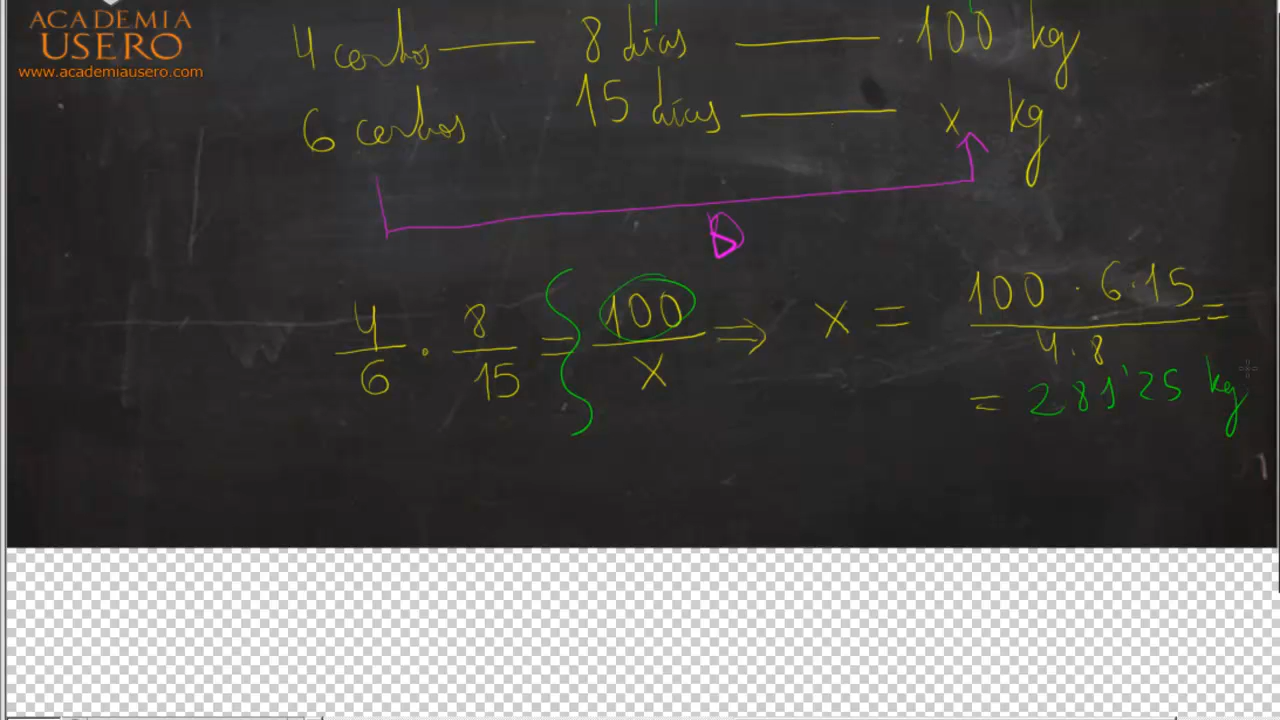 ACADEMIA
USERO
www.academiausero.com
4 cerdos — 8 días — 100 kg
6 cerdos 15 días — x kg
D
4/6 · 8/15 = 100/x ⇒ x = 100 · 6 · 15 / 4 · 8 =
= 281'25 kg